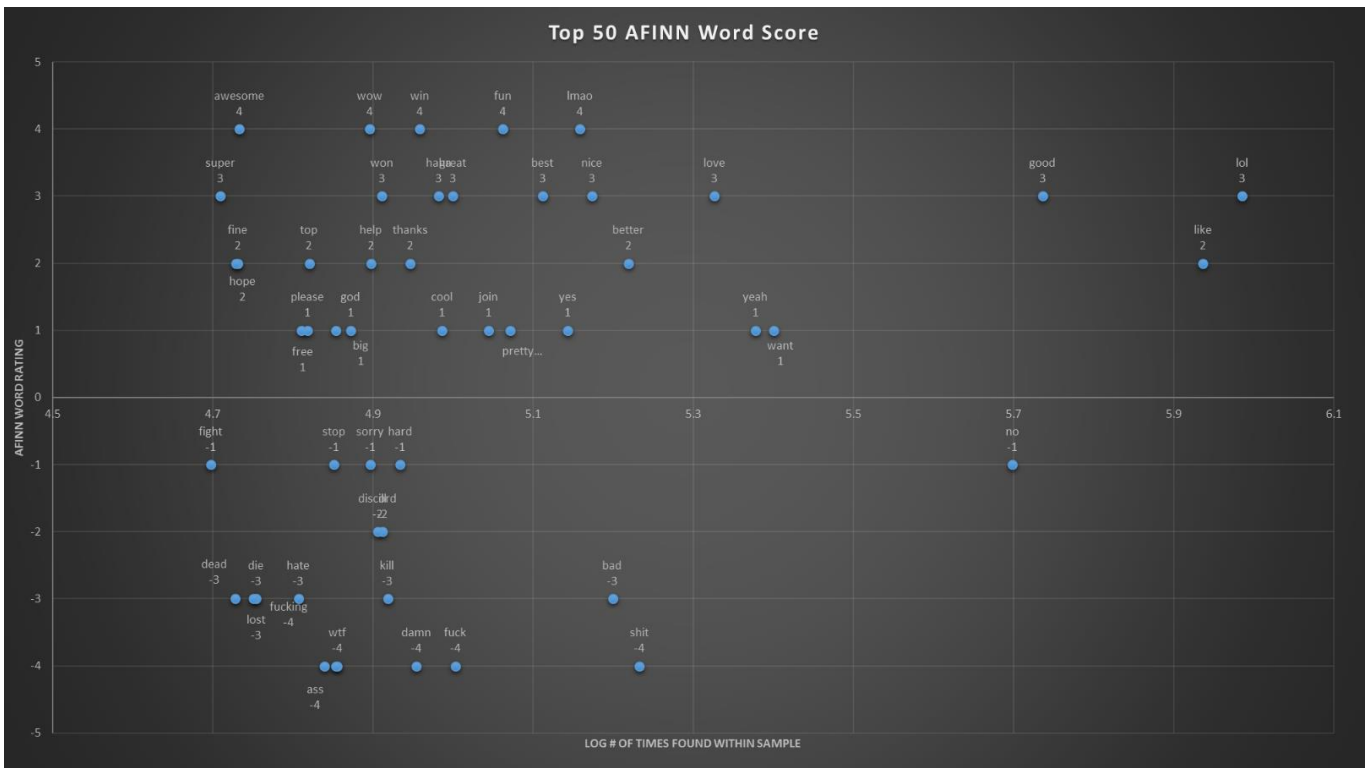 Top 50 AFINN Word Score
5
awesome
4
wow
4
win
4
fun
4
lmao
4
4
super
3
won
3
haha
3
great
3
best
3
nice
3
love
3
good
3
lol
3
3
fine
2
top
2
help
2
thanks
2
better
2
like
2
2
hope
2
please
1
god
1
cool
1
join
1
yes
1
yeah
1
1
free
1
big
1
pretty...
want
1
AFINN WORD RATING
0
4.5
4.7
4.9
5.1
5.3
5.5
5.7
5.9
6.1
fight
-1
stop
-1
sorry
-1
hard
-1
no
-1
-1
discord
-2
ill
-2
-2
dead
-3
die
-3
hate
-3
kill
-3
bad
-3
-3
lost
-3
fucking
-4
wtf
-4
damn
-4
fuck
-4
shit
-4
-4
ass
-4
-5
LOG # OF TIMES FOUND WITHIN SAMPLE